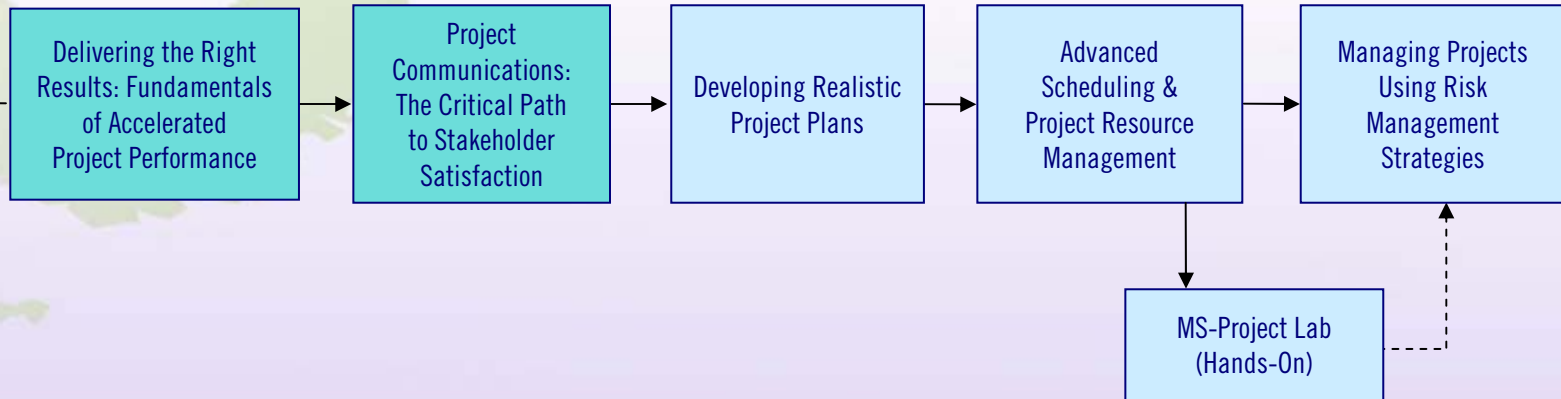 Delivering the Right
Results: Fundamentals
of Accelerated
Project Performance
Project
Communications:
The Critical Path
to Stakeholder
Satisfaction
Developing Realistic
Project Plans
Advanced
Scheduling &
Project Resource
Management
Managing Projects
Using Risk
Management
Strategies
MS-Project Lab
(Hands-On)